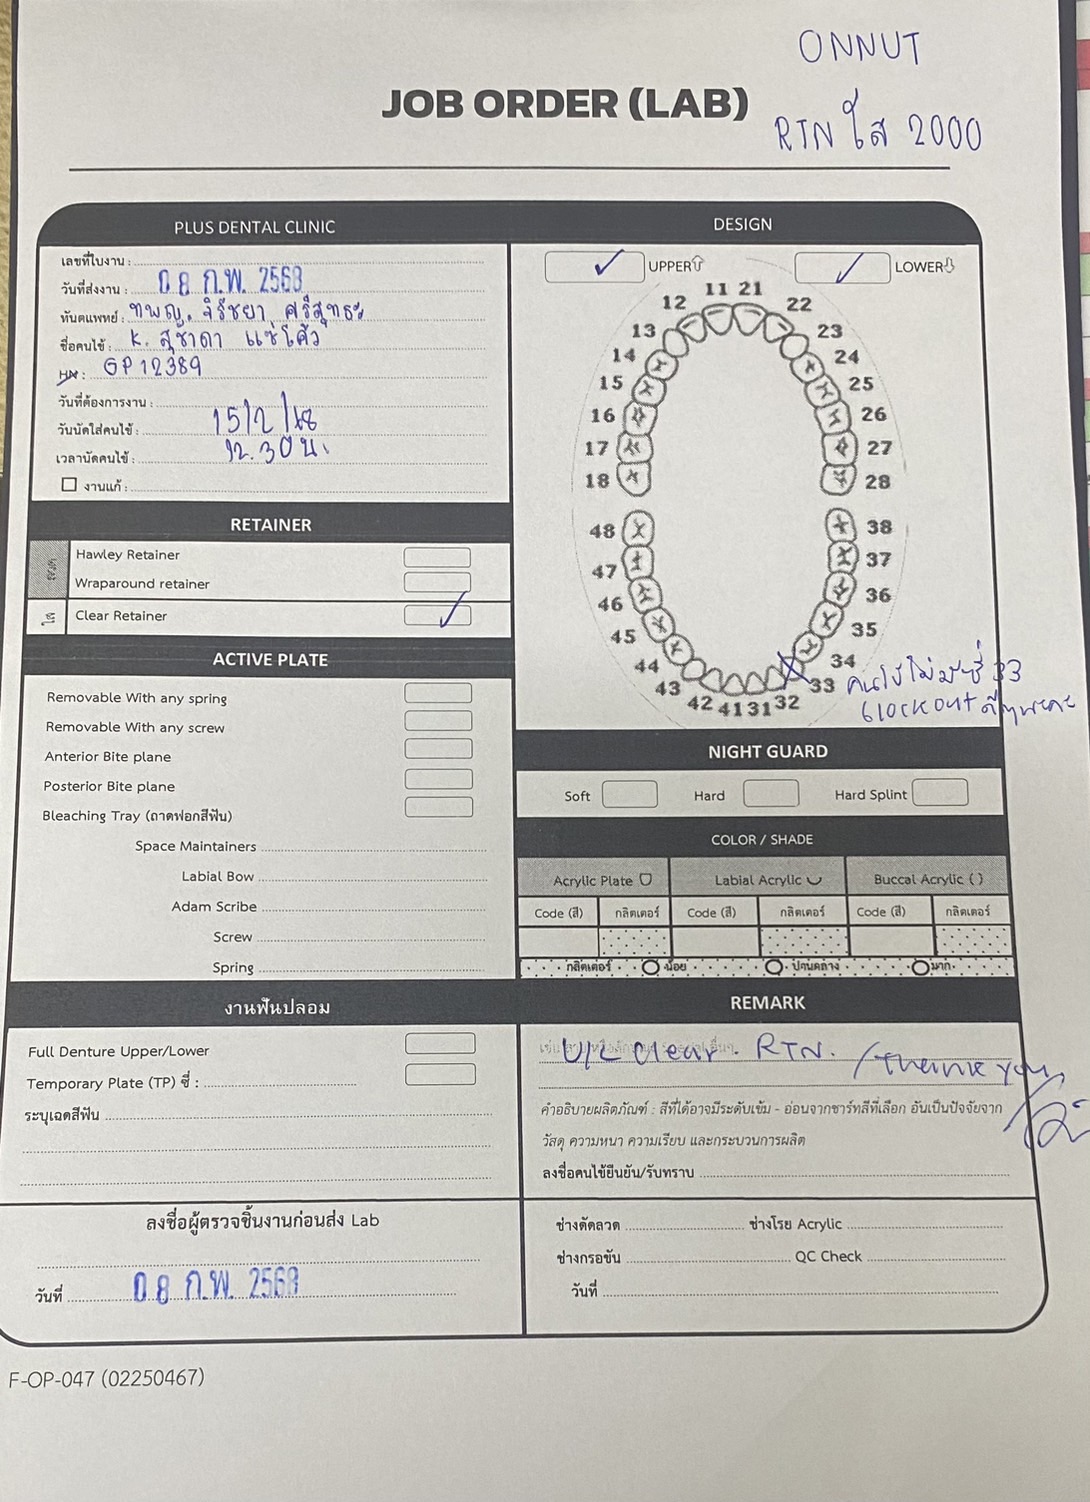 ONNUT
JOB ORDER (LAB)
RTN ใส 2000
PLUS DENTAL CLINIC
เลขที่ใบงาน :
วันที่ส่งงาน : 08 ก.พ. 2568
ทันตแพทย์ : ทพญ. จิรัชยา ศรีสุทธะ
ชื่อคนไข้ : K. สุชาดา แซ่โค้ว
HN : GP12389
วันที่ต้องการงาน :
วันนัดใส่คนไข้ : 15/2/68
เวลานัดคนไข้ : 12.30 น.
งานแก้ :
RETAINER
ลวด
Hawley Retainer
Wraparound retainer
ใส
Clear Retainer
ACTIVE PLATE
Removable With any spring
Removable With any screw
Anterior Bite plane
Posterior Bite plane
Bleaching Tray (ถาดฟอกสีฟัน)
Space Maintainers
Labial Bow
Adam Scribe
Screw
Spring
งานฟันปลอม
Full Denture Upper/Lower
Temporary Plate (TP) ซี่ :
ระบุเฉดสีฟัน
ลงชื่อผู้ตรวจชิ้นงานก่อนส่ง Lab
วันที่ 08 ก.พ. 2568
DESIGN
UPPER LOWER
11 21
12 22
13 23
14 24
15 25
16 26
17 27
18 28
48 38
47 37
46 36
45 35
44 34
43 33 คนไข้ไม่มีซี่ 33
42 41 31 32 block out
NIGHT GUARD
Soft Hard Hard Splint
COLOR / SHADE
Acrylic Plate Labial Acrylic Buccal Acrylic ( )
Code (สี) กลิตเตอร์ Code (สี) กลิตเตอร์ Code (สี) กลิตเตอร์
กลิตเตอร์ น้อย ปานกลาง มาก
REMARK
U/L clear. RTN. /Thank you
คำอธิบายผลิตภัณฑ์ : สีที่ได้อาจมีระดับเข้ม - อ่อนจากชาร์ทสีที่เลือก อันเป็นปัจจัยจาก
วัสดุ ความหนา ความเรียบ และกระบวนการผลิต
ลงชื่อคนไข้ยืนยัน/รับทราบ
ช่างดัดลวด ช่างโรย Acrylic
ช่างกรอขัน QC Check
วันที่
F-OP-047 (02250467)